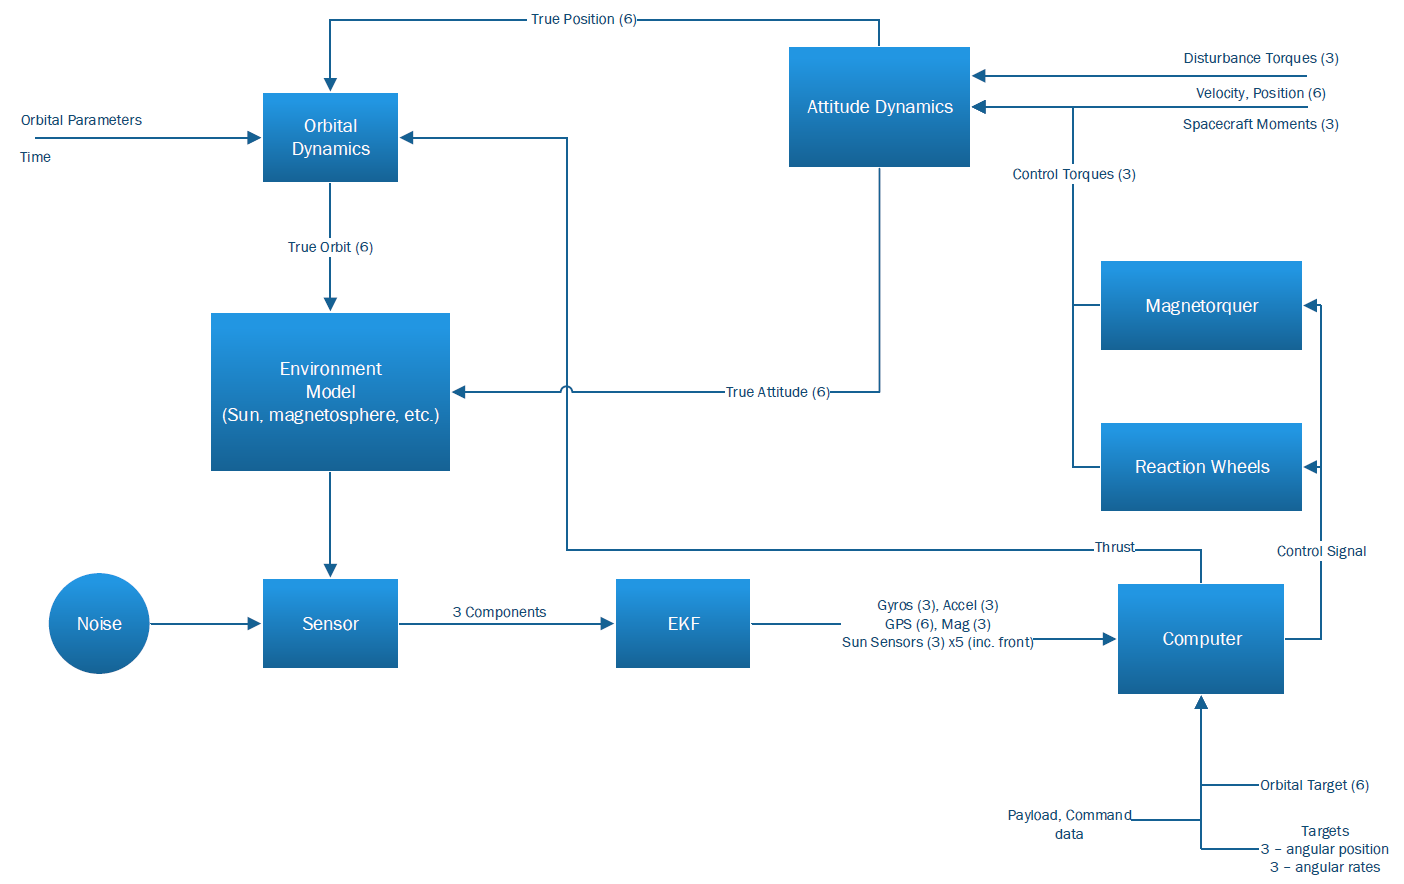 True Position (6)
Disturbance Torques (3)
Attitude Dynamics
Velocity, Position (6)
Spacecraft Moments (3)
Orbital Parameters
Time
Orbital
Dynamics
Control Torques (3)
True Orbit (6)
Magnetorquer
Environment
Model
(Sun, magnetosphere, etc.)
True Attitude (6)
Reaction Wheels
Thrust
Control Signal
Noise
Sensor
3 Components
EKF
Gyros (3), Accel (3)
GPS (6), Mag (3)
Sun Sensors (3) x5 (inc. front)
Computer
Orbital Target (6)
Payload, Command
data
Targets
3 – angular position
3 – angular rates